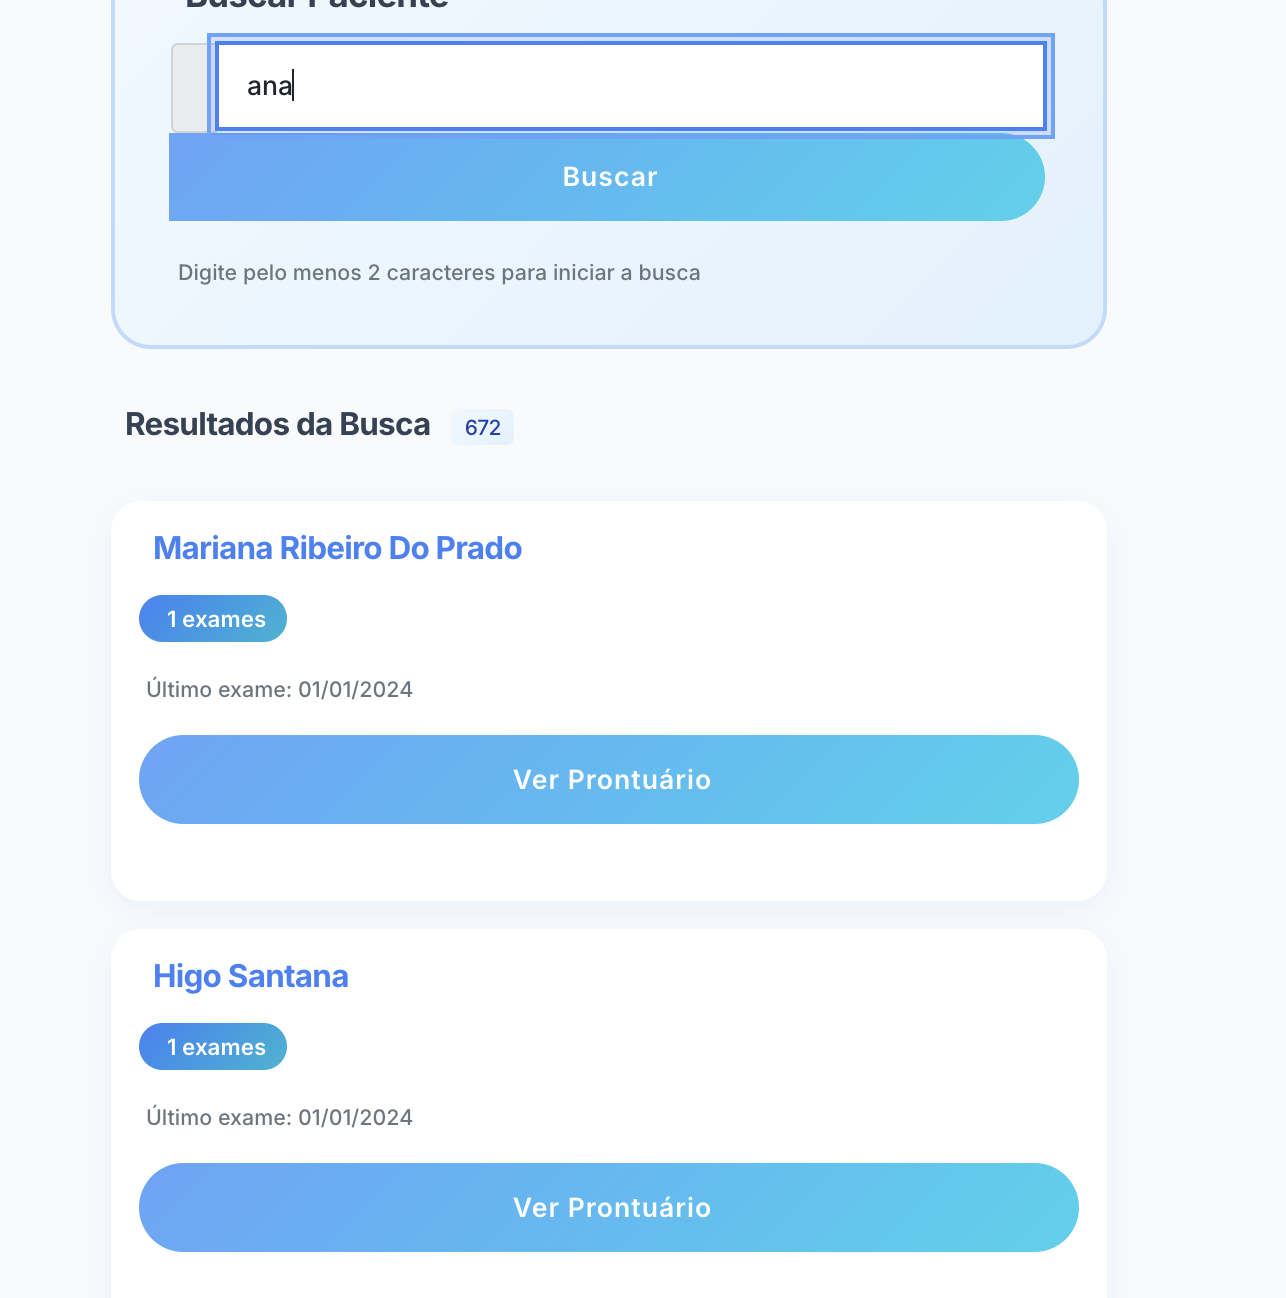 Buscar Paciente
ana
Buscar
Digite pelo menos 2 caracteres para iniciar a busca
Resultados da Busca 672
Mariana Ribeiro Do Prado
1 exames
Último exame: 01/01/2024
Ver Prontuário
Higo Santana
1 exames
Último exame: 01/01/2024
Ver Prontuário